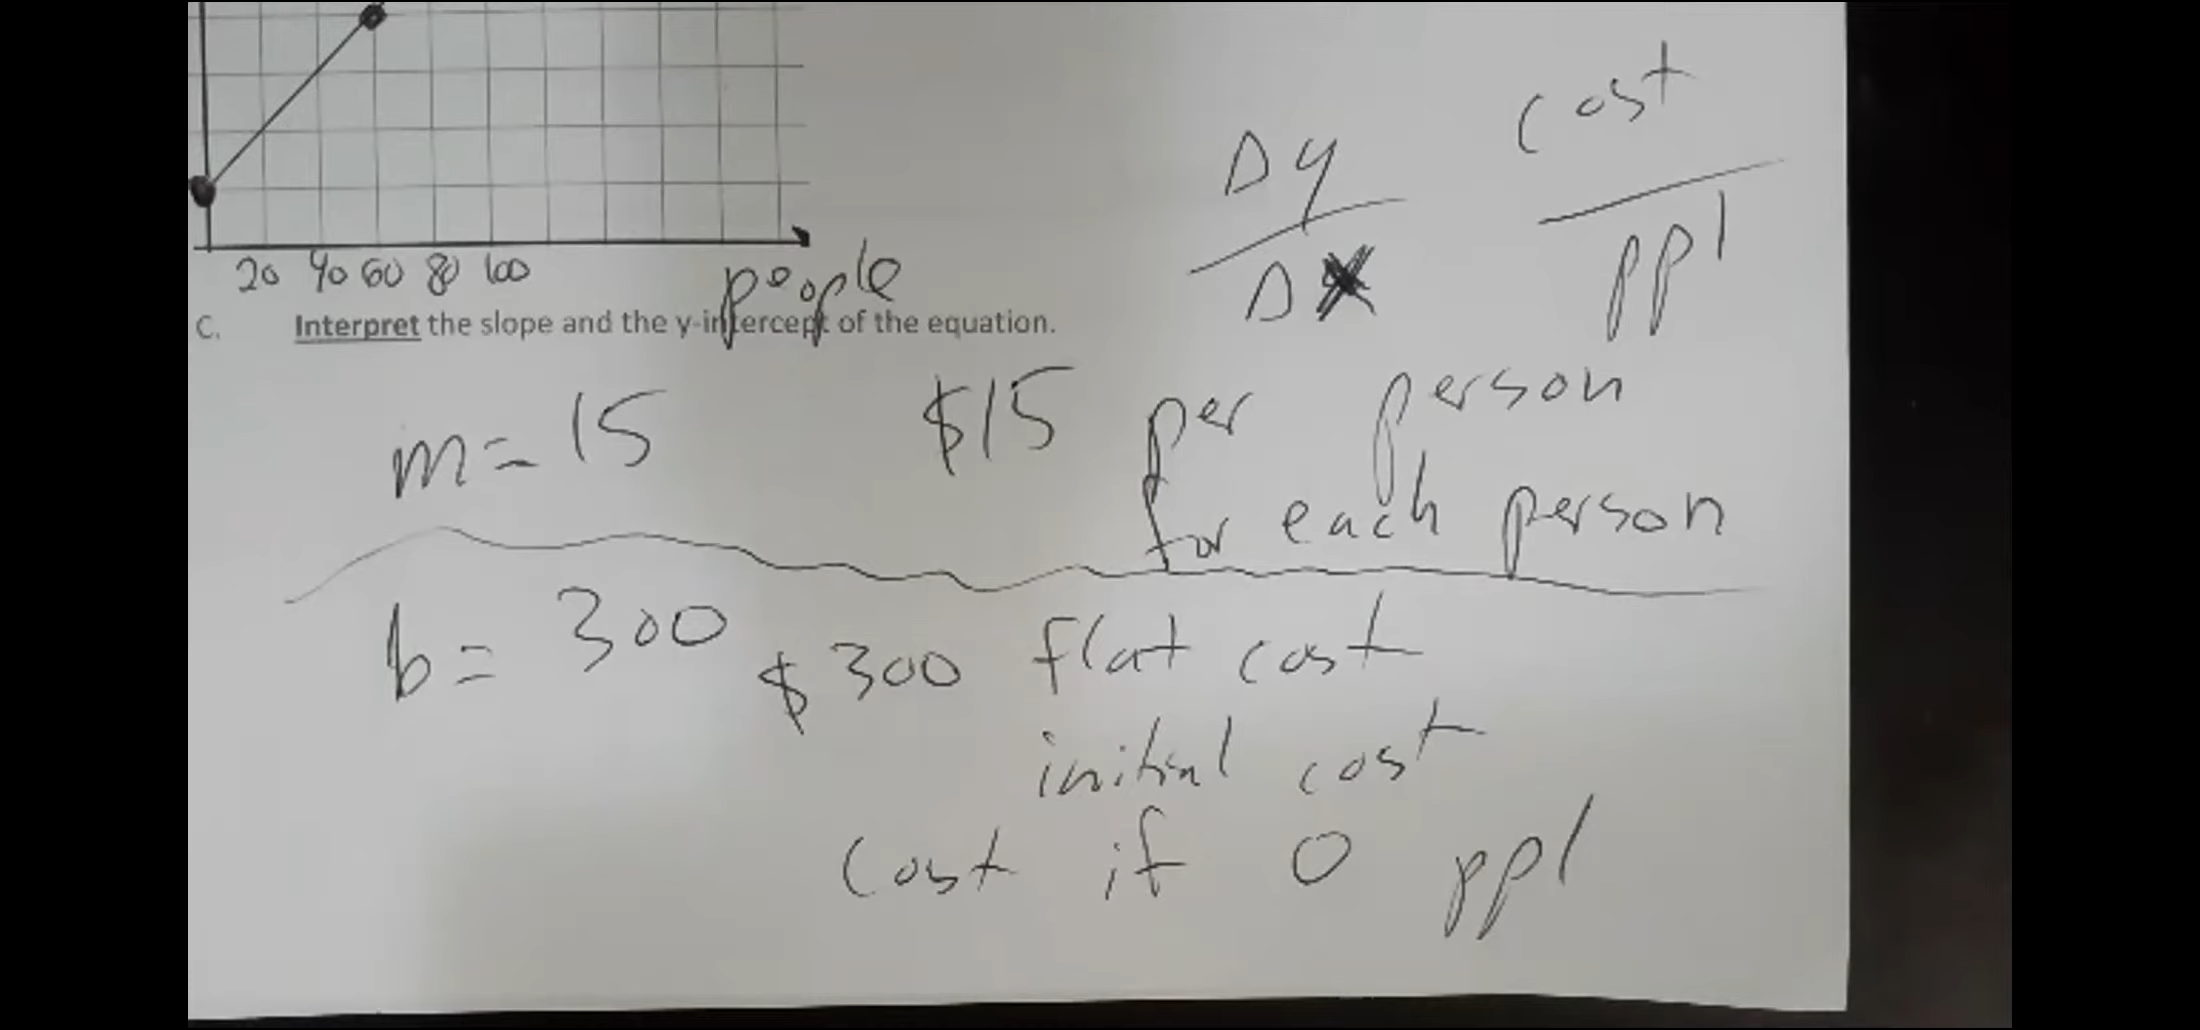 cost
Δy
ppl
Δx
20 40 60 80 100
people
C. Interpret the slope and the y-intercept of the equation.
m = 15 $15 per person
for each person
b = 300 $300 flat cost
initial cost
cost if 0 ppl